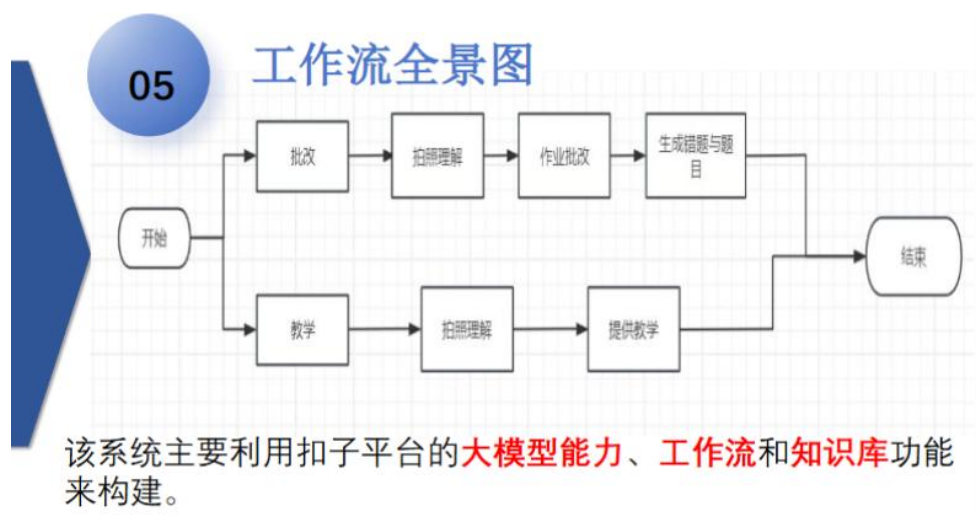 05
工作流全景图
开始
批改
拍照理解
作业批改
生成错题与题
目
教学
拍照理解
提供教学
结束
该系统主要利用扣子平台的大模型能力、工作流和知识库功能
来构建。